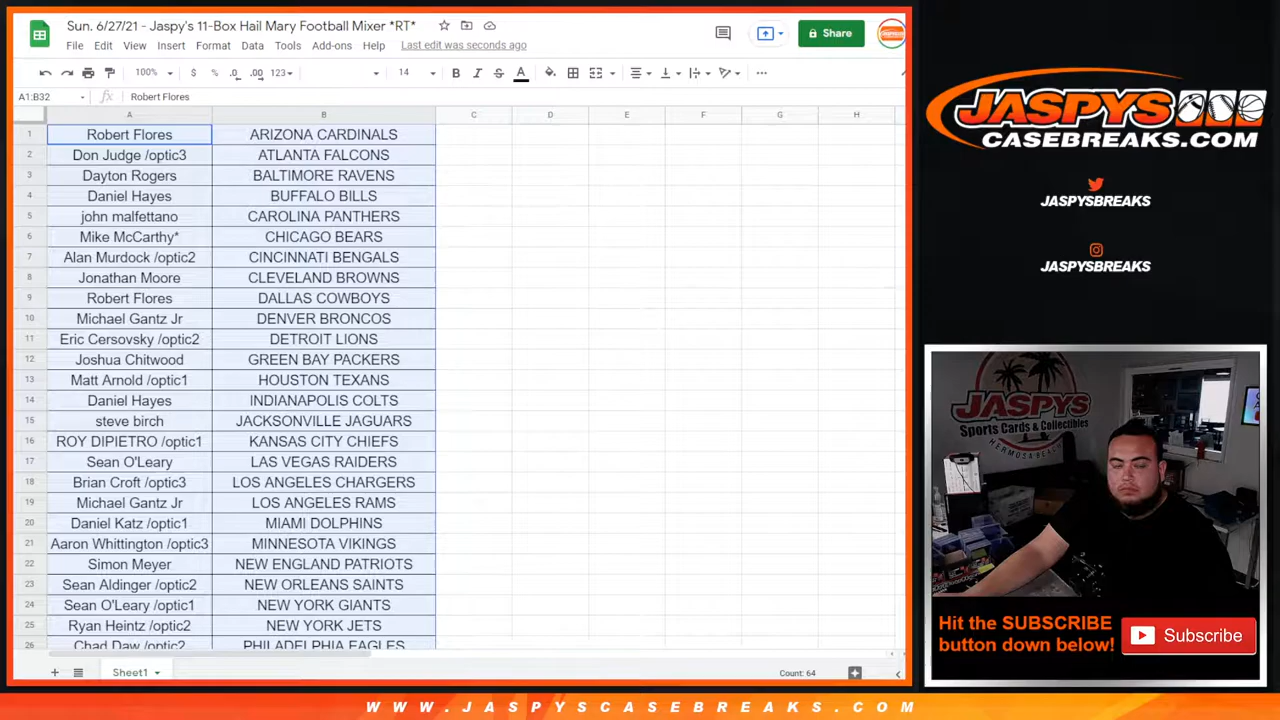 Sun. 6/27/21 - Jaspy's 11-Box Hail Mary Football Mixer *RT*
File Edit View Insert Format Data Tools Add-ons Help Last edit was seconds ago
Share
100% $ % .0 .00 123 14 B I S A
A1:B32 fx Robert Flores
A B C D E F G H
1 Robert Flores ARIZONA CARDINALS
2 Don Judge /optic3 ATLANTA FALCONS
3 Dayton Rogers BALTIMORE RAVENS
4 Daniel Hayes BUFFALO BILLS
5 john malfettano CAROLINA PANTHERS
6 Mike McCarthy* CHICAGO BEARS
7 Alan Murdock /optic2 CINCINNATI BENGALS
8 Jonathan Moore CLEVELAND BROWNS
9 Robert Flores DALLAS COWBOYS
10 Michael Gantz Jr DENVER BRONCOS
11 Eric Cersovsky /optic2 DETROIT LIONS
12 Joshua Chitwood GREEN BAY PACKERS
13 Matt Arnold /optic1 HOUSTON TEXANS
14 Daniel Hayes INDIANAPOLIS COLTS
15 steve birch JACKSONVILLE JAGUARS
16 ROY DIPIETRO /optic1 KANSAS CITY CHIEFS
17 Sean O'Leary LAS VEGAS RAIDERS
18 Brian Croft /optic3 LOS ANGELES CHARGERS
19 Michael Gantz Jr LOS ANGELES RAMS
20 Daniel Katz /optic1 MIAMI DOLPHINS
21 Aaron Whittington /optic3 MINNESOTA VIKINGS
22 Simon Meyer NEW ENGLAND PATRIOTS
23 Sean Aldinger /optic2 NEW ORLEANS SAINTS
24 Sean O'Leary /optic1 NEW YORK GIANTS
25 Ryan Heintz /optic2 NEW YORK JETS
26 Chad Daw /optic2 PHILADELPHIA EAGLES
Sheet1
Count: 64
JASPYS
CASEBREAKS.COM
JASPYSBREAKS
JASPYSBREAKS
JASPYS
Sports Cards & Collectibles
HERMOSA BEACH
Hit the SUBSCRIBE
button down below!
Subscribe
WWW.JASPYSCASEBREAKS.COM